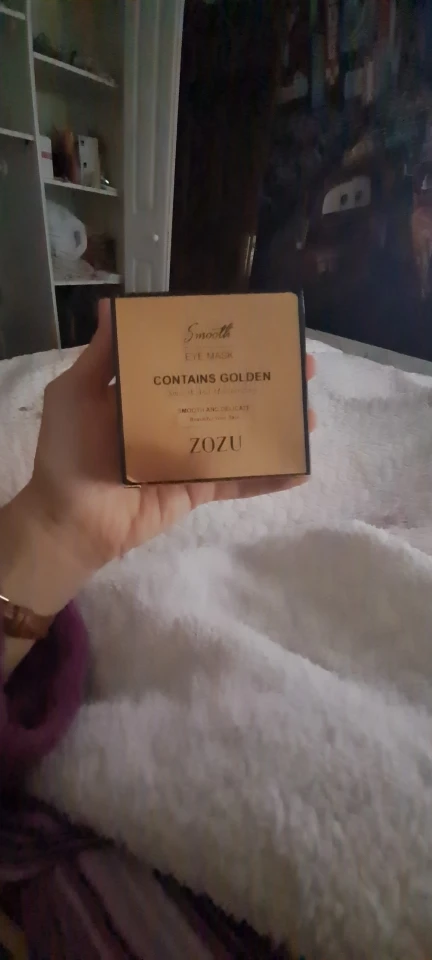 Smooth
EYE MASK
CONTAINS GOLDEN
SMOOTH AND DELICATE
ZOZU